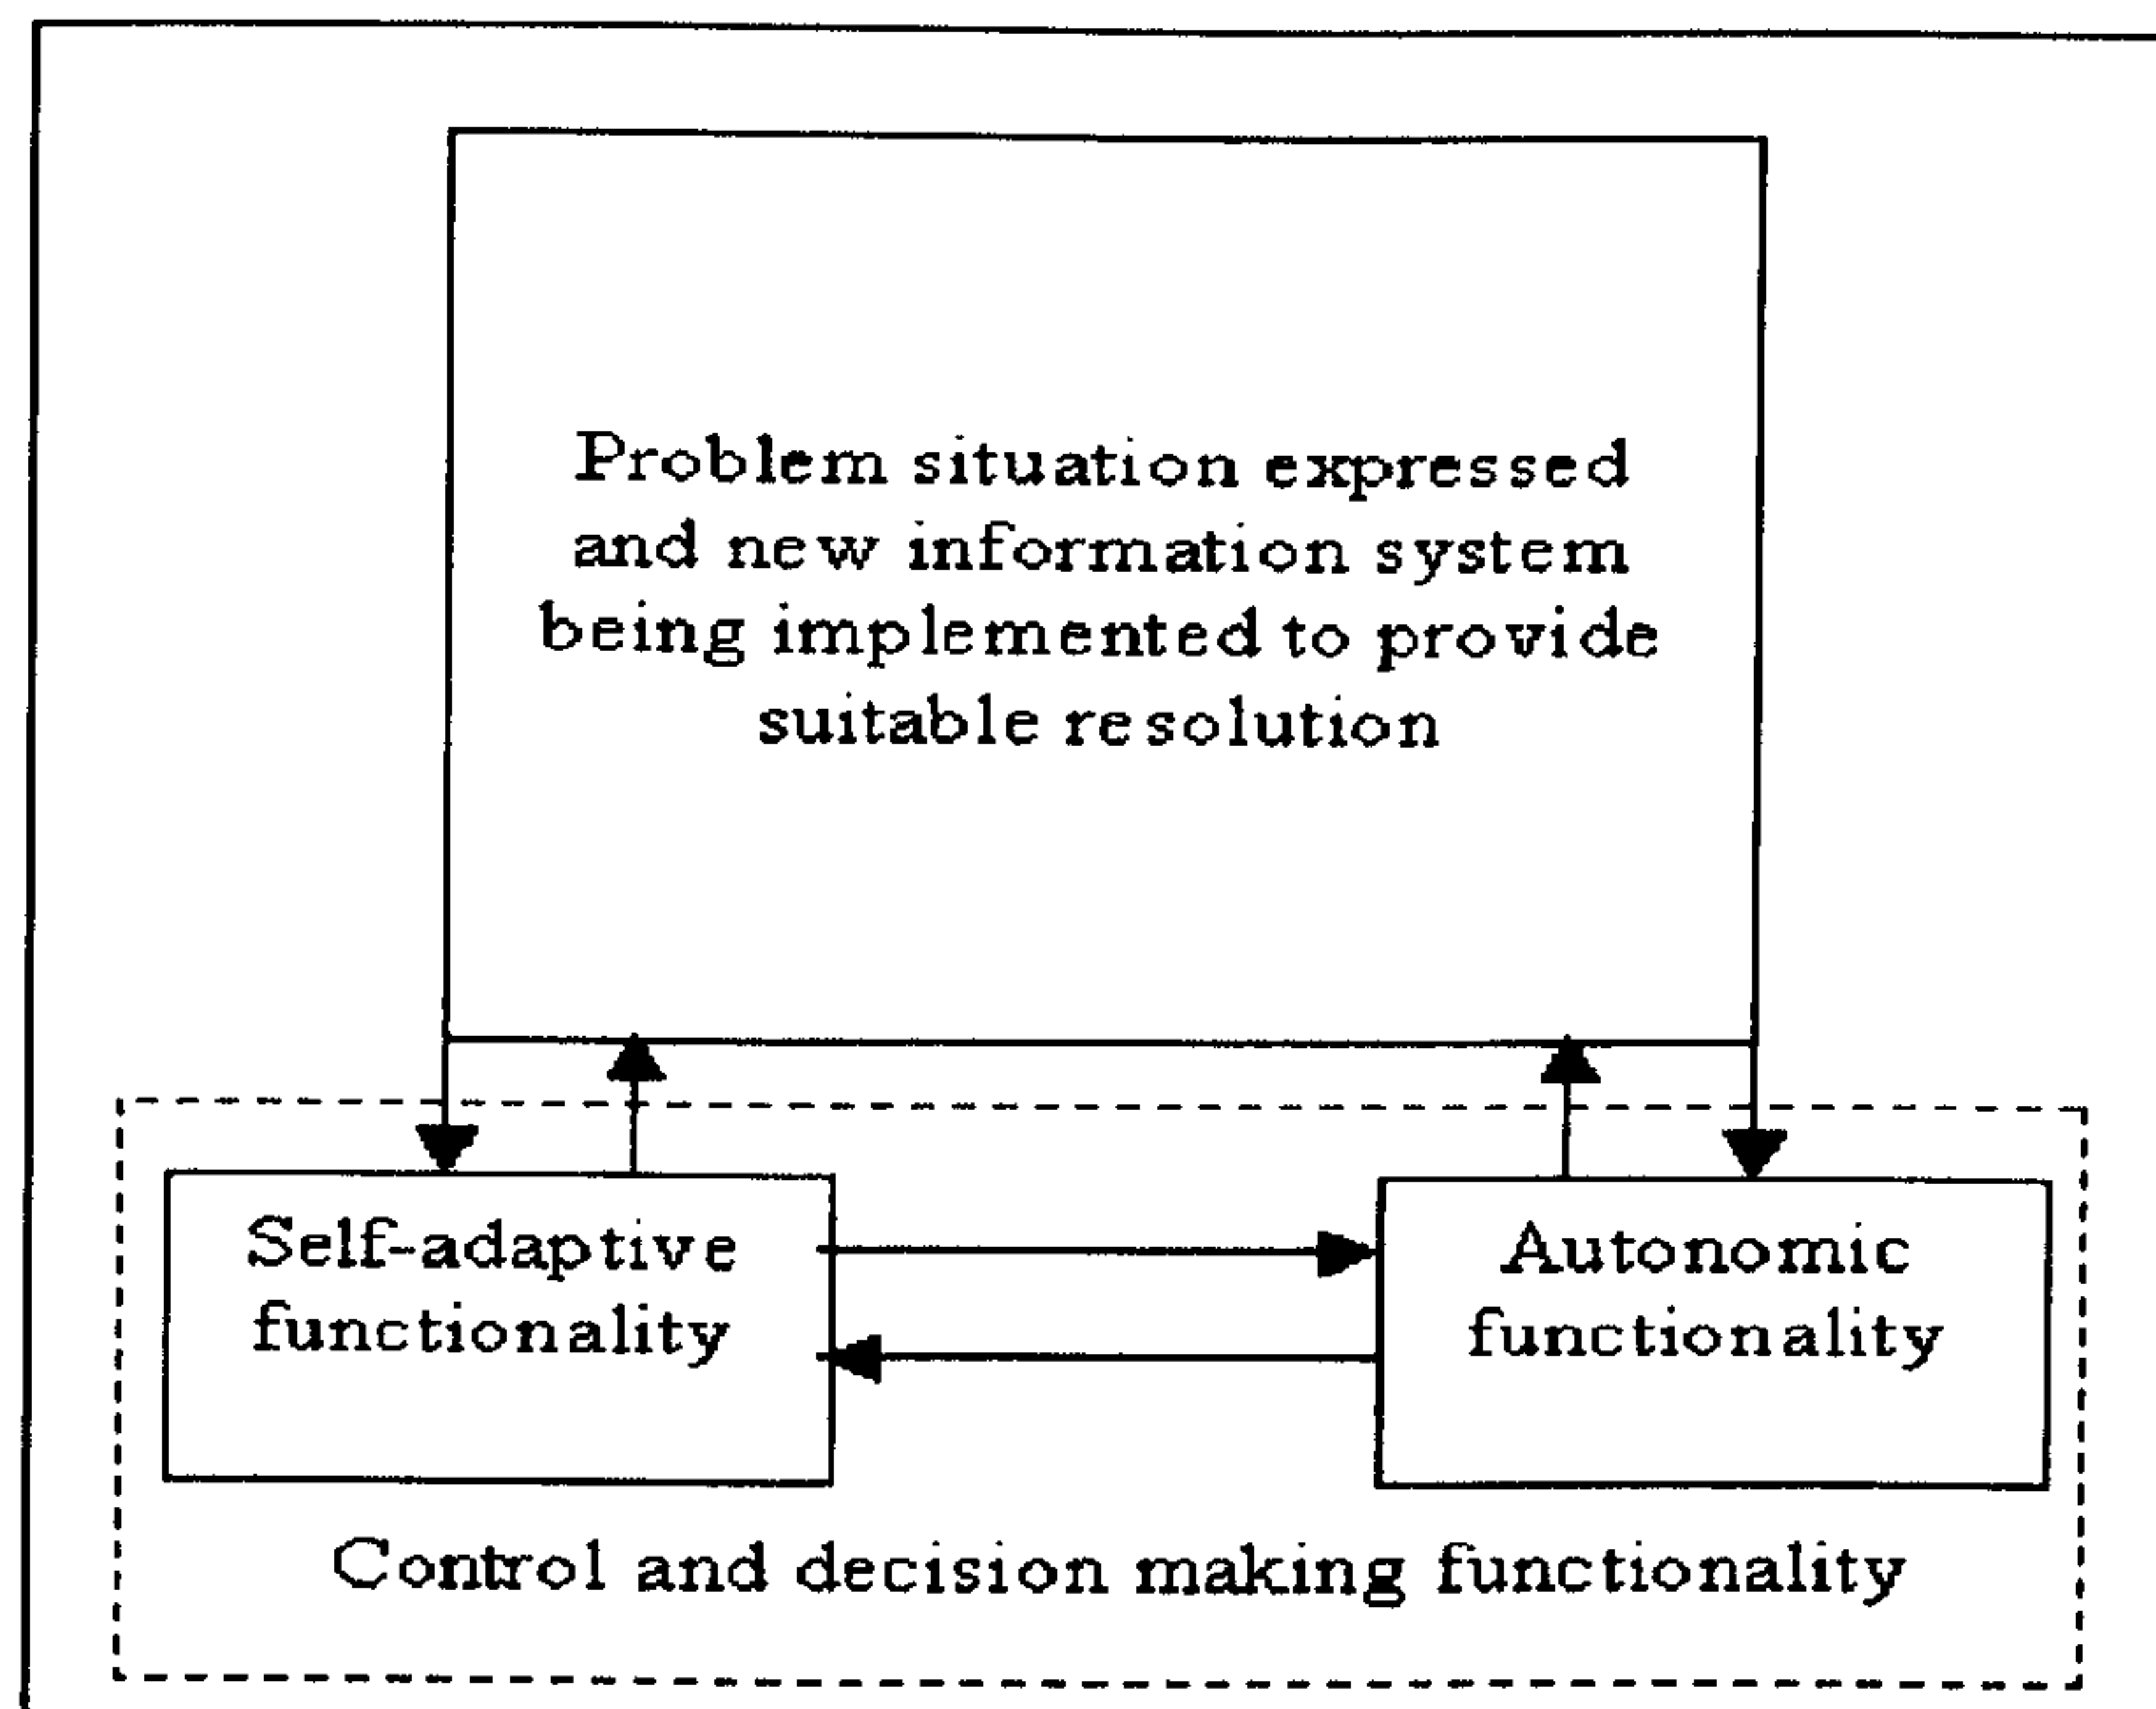 Problem situation expressed
and new information system
being implemented to provide
suitable resolution
Self-adaptive
functionality
Autonomic
functionality
Control and decision making functionality